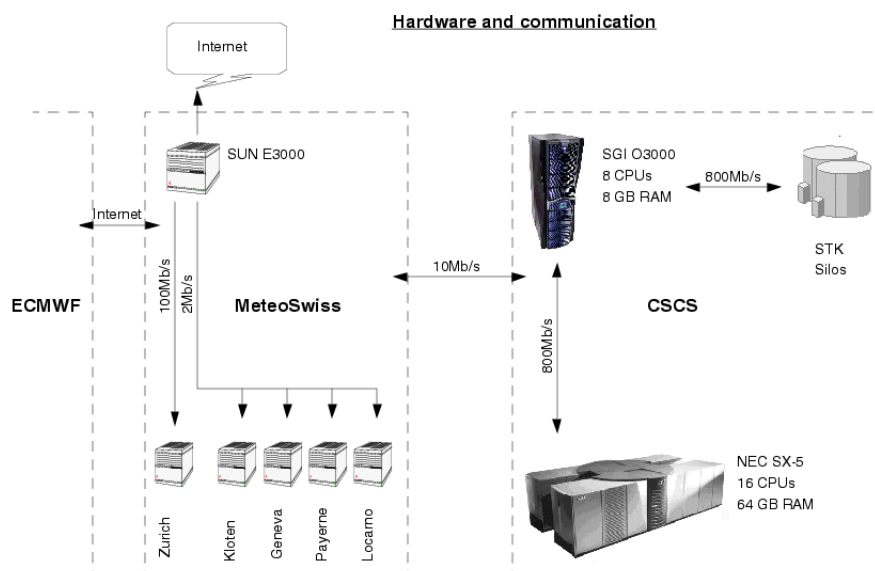 Hardware and communication
Internet
SUN E3000
SGI O3000
8 CPUs
8 GB RAM
800Mb/s
STK
Silos
Internet
100Mb/s
2Mb/s
10Mb/s
ECMWF
MeteoSwiss
CSCS
800Mb/s
NEC SX-5
16 CPUs
64 GB RAM
Zurich
Kloten
Geneva
Payerne
Locarno